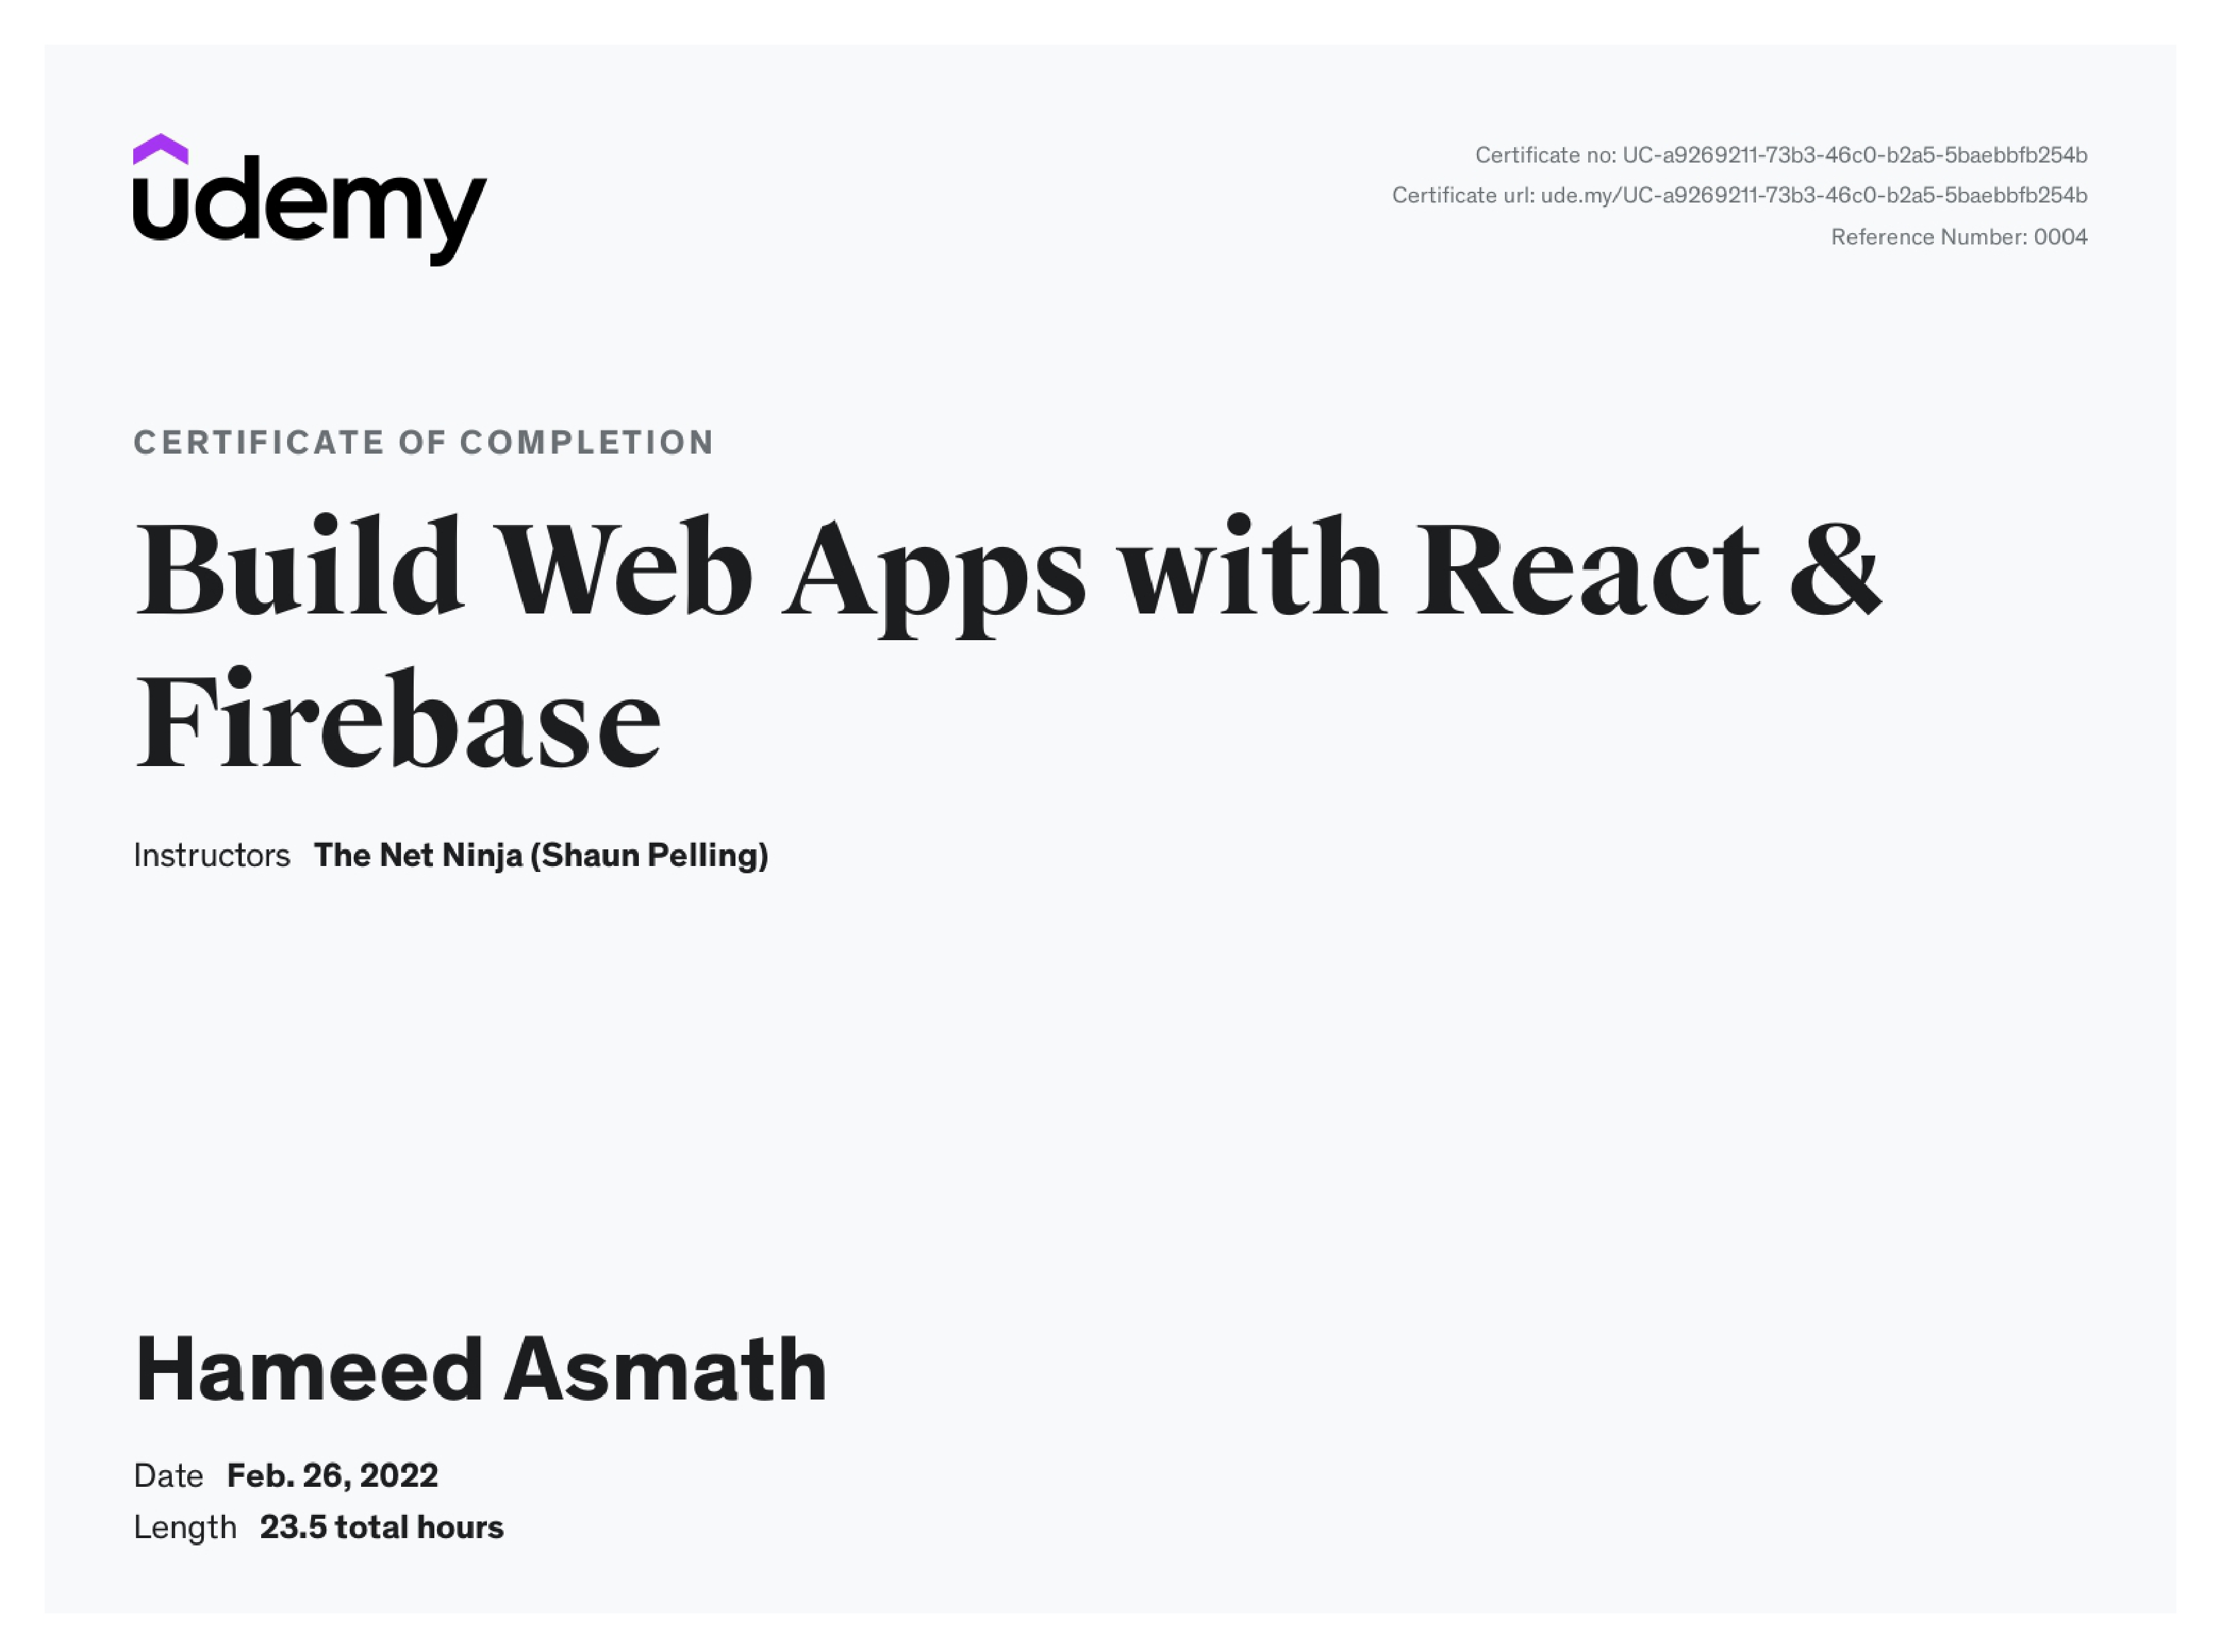 udemy
Certificate no: UC-a9269211-73b3-46c0-b2a5-5baebbfb254b
Certificate url: ude.my/UC-a9269211-73b3-46c0-b2a5-5baebbfb254b
Reference Number: 0004
CERTIFICATE OF COMPLETION
Build Web Apps with React &
Firebase
Instructors The Net Ninja (Shaun Pelling)
Hameed Asmath
Date Feb. 26, 2022
Length 23.5 total hours